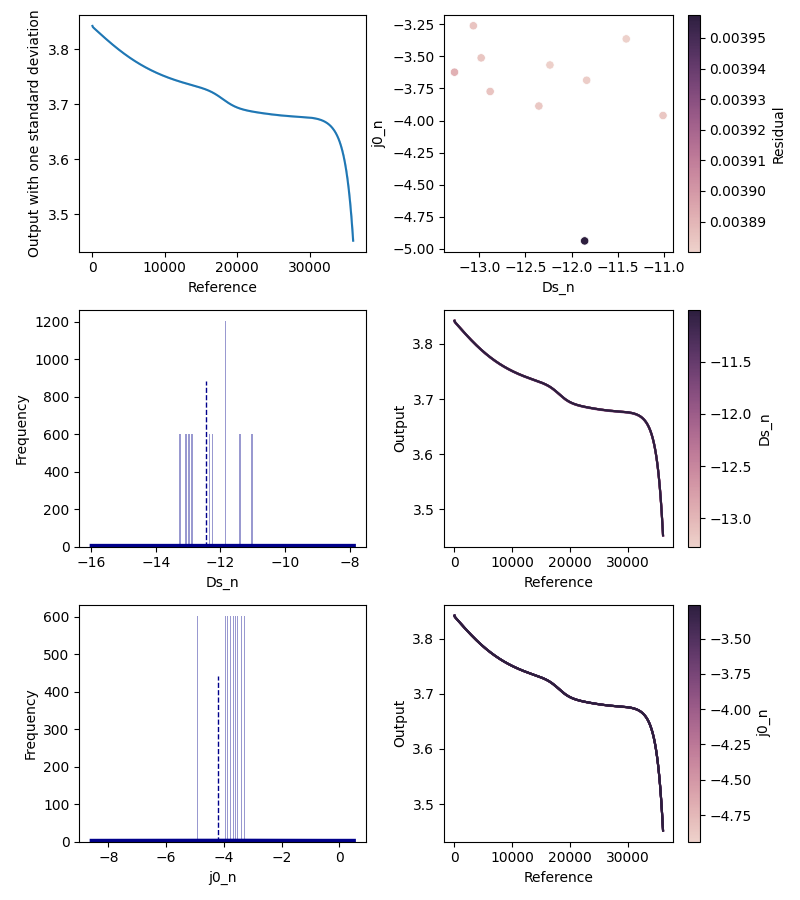 3.8
3.7
3.6
3.5
Output with one standard deviation
0 10000 20000 30000
Reference
−3.25
−3.50
−3.75
−4.00
−4.25
−4.50
−4.75
−5.00
j0_n
−13.0 −12.5 −12.0 −11.5 −11.0
Ds_n
0.00395
0.00394
0.00393
0.00392
0.00391
0.00390
0.00389
Residual
1200
1000
800
600
400
200
0
Frequency
−16 −14 −12 −10 −8
Ds_n
3.8
3.7
3.6
3.5
Output
0 10000 20000 30000
Reference
−11.5
−12.0
−12.5
−13.0
Ds_n
600
500
400
300
200
100
0
Frequency
−8 −6 −4 −2 0
j0_n
3.8
3.7
3.6
3.5
Output
0 10000 20000 30000
Reference
−3.50
−3.75
−4.00
−4.25
−4.50
−4.75
j0_n